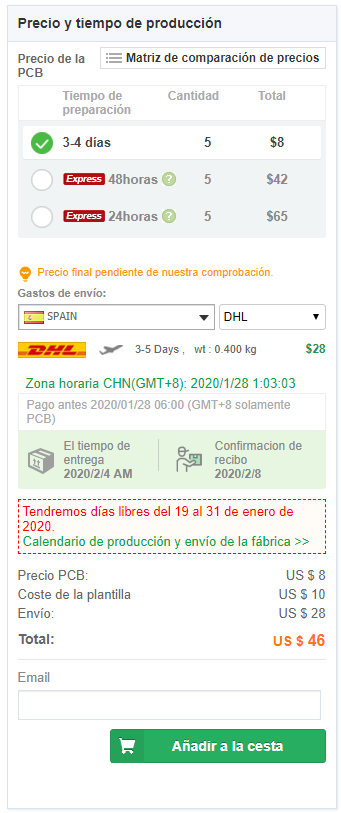 Precio y tiempo de producción
Precio de la
PCB
Matriz de comparación de precios
Tiempo de
preparación
Cantidad
Total
3-4 días 5 $8
Express 48horas ? 5 $42
Express 24horas ? 5 $65
Precio final pendiente de nuestra comprobación.
Gastos de envío:
SPAIN DHL
DHL 3-5 Days , wt : 0.400 kg $28
Zona horaria CHN(GMT+8): 2020/1/28 1:03:03
Pago antes 2020/01/28 06:00 (GMT+8 solamente
PCB)
El tiempo de
entrega
2020/2/4 AM
Confirmacion de
recibo
2020/2/8
Tendremos días libres del 19 al 31 de enero de
2020.
Calendario de producción y envío de la fábrica >>
Precio PCB: US $ 8
Coste de la plantilla US $ 10
Envío: US $ 28
Total: US $ 46
Email
Añadir a la cesta